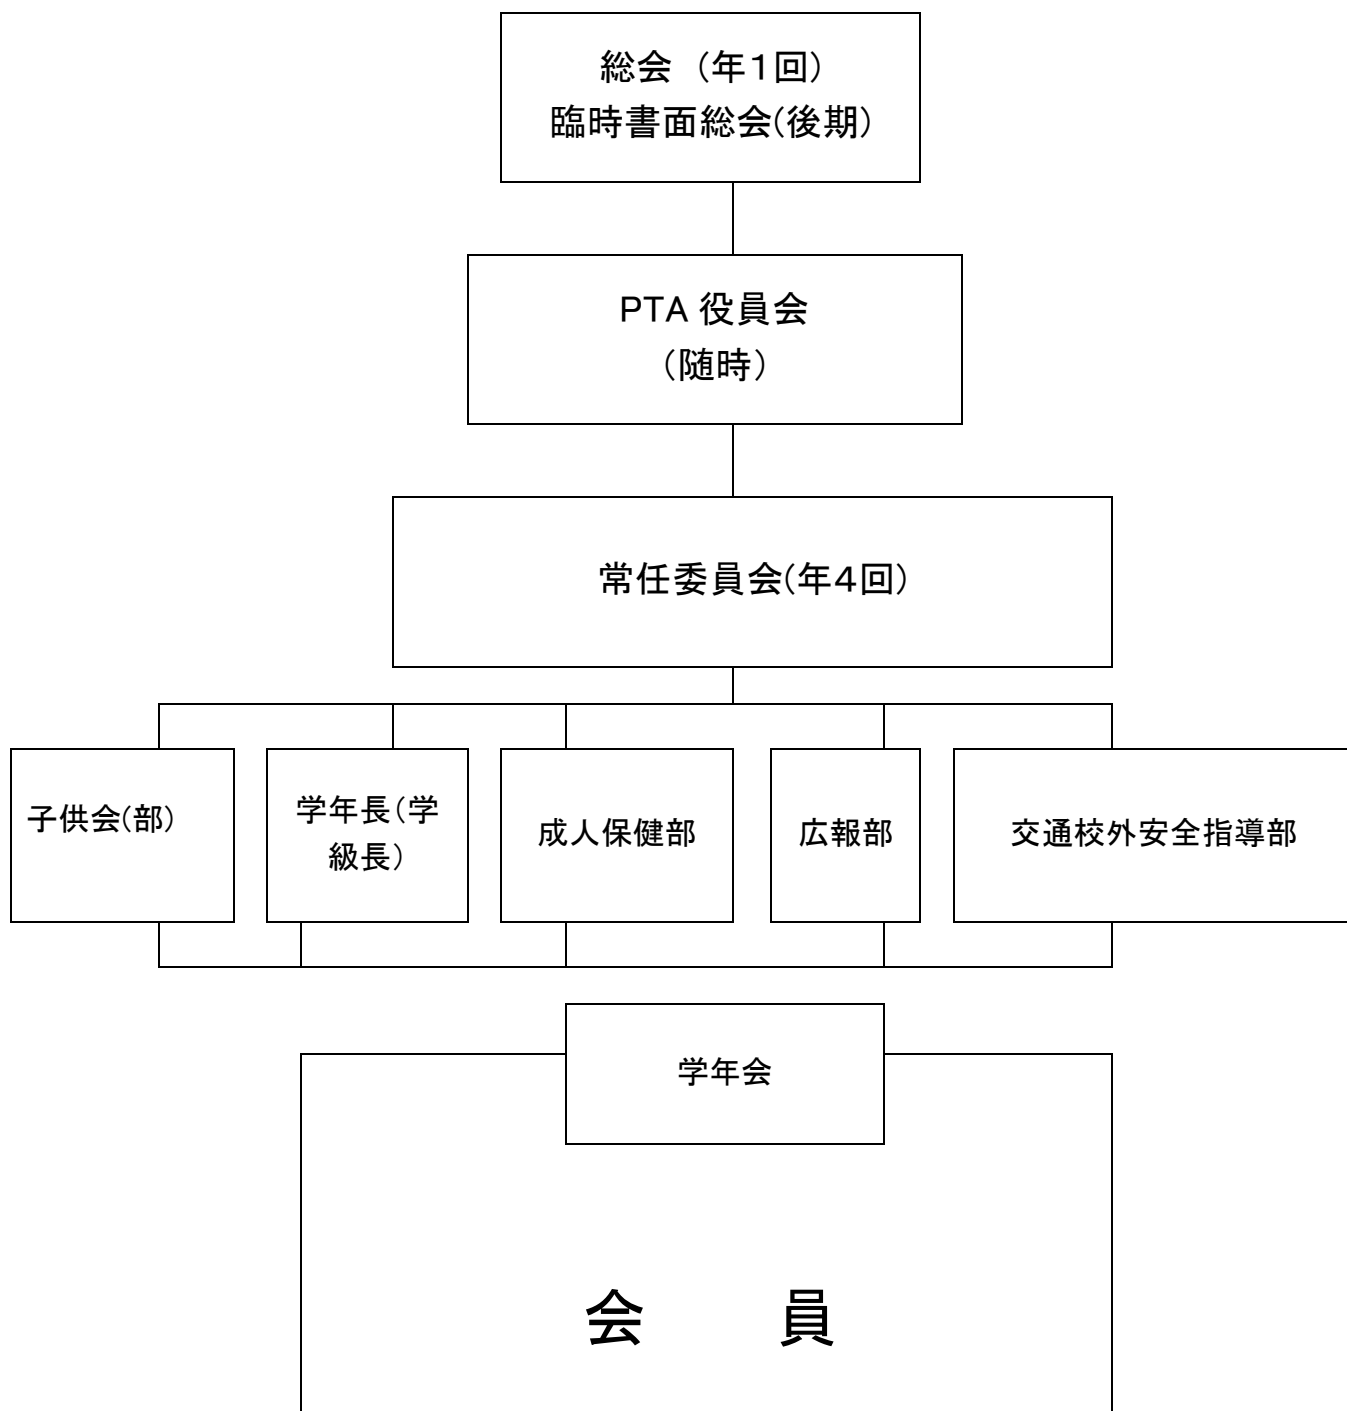 総会 (年1回)
臨時書面総会(後期)
PTA 役員会
(随時)
常任委員会(年4回)
子供会(部)
学年長(学
級長)
成人保健部
広報部
交通校外安全指導部
学年会
会　員